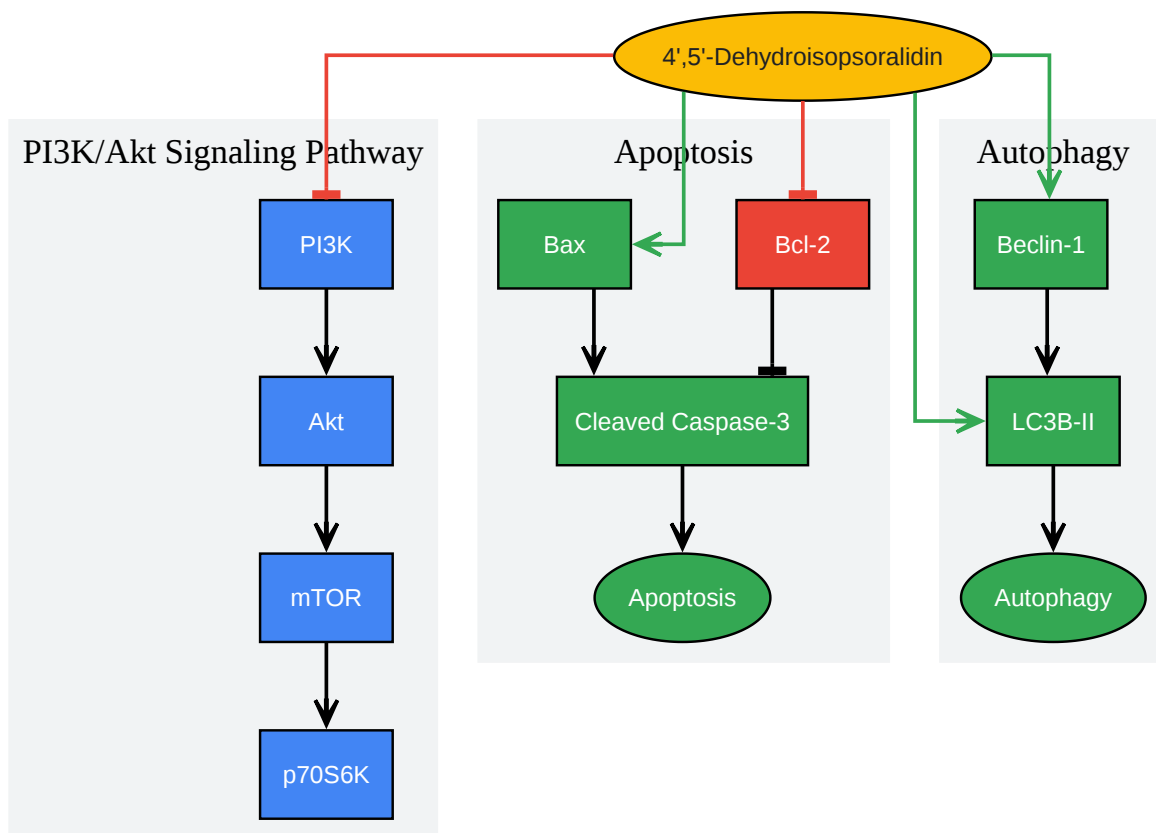 4',5'-Dehydroisopsoralidin
PI3K/Akt Signaling Pathway
Apoptosis
Autophagy
PI3K
Bax
Bcl-2
Beclin-1
Akt
Cleaved Caspase-3
LC3B-II
mTOR
Apoptosis
Autophagy
p70S6K